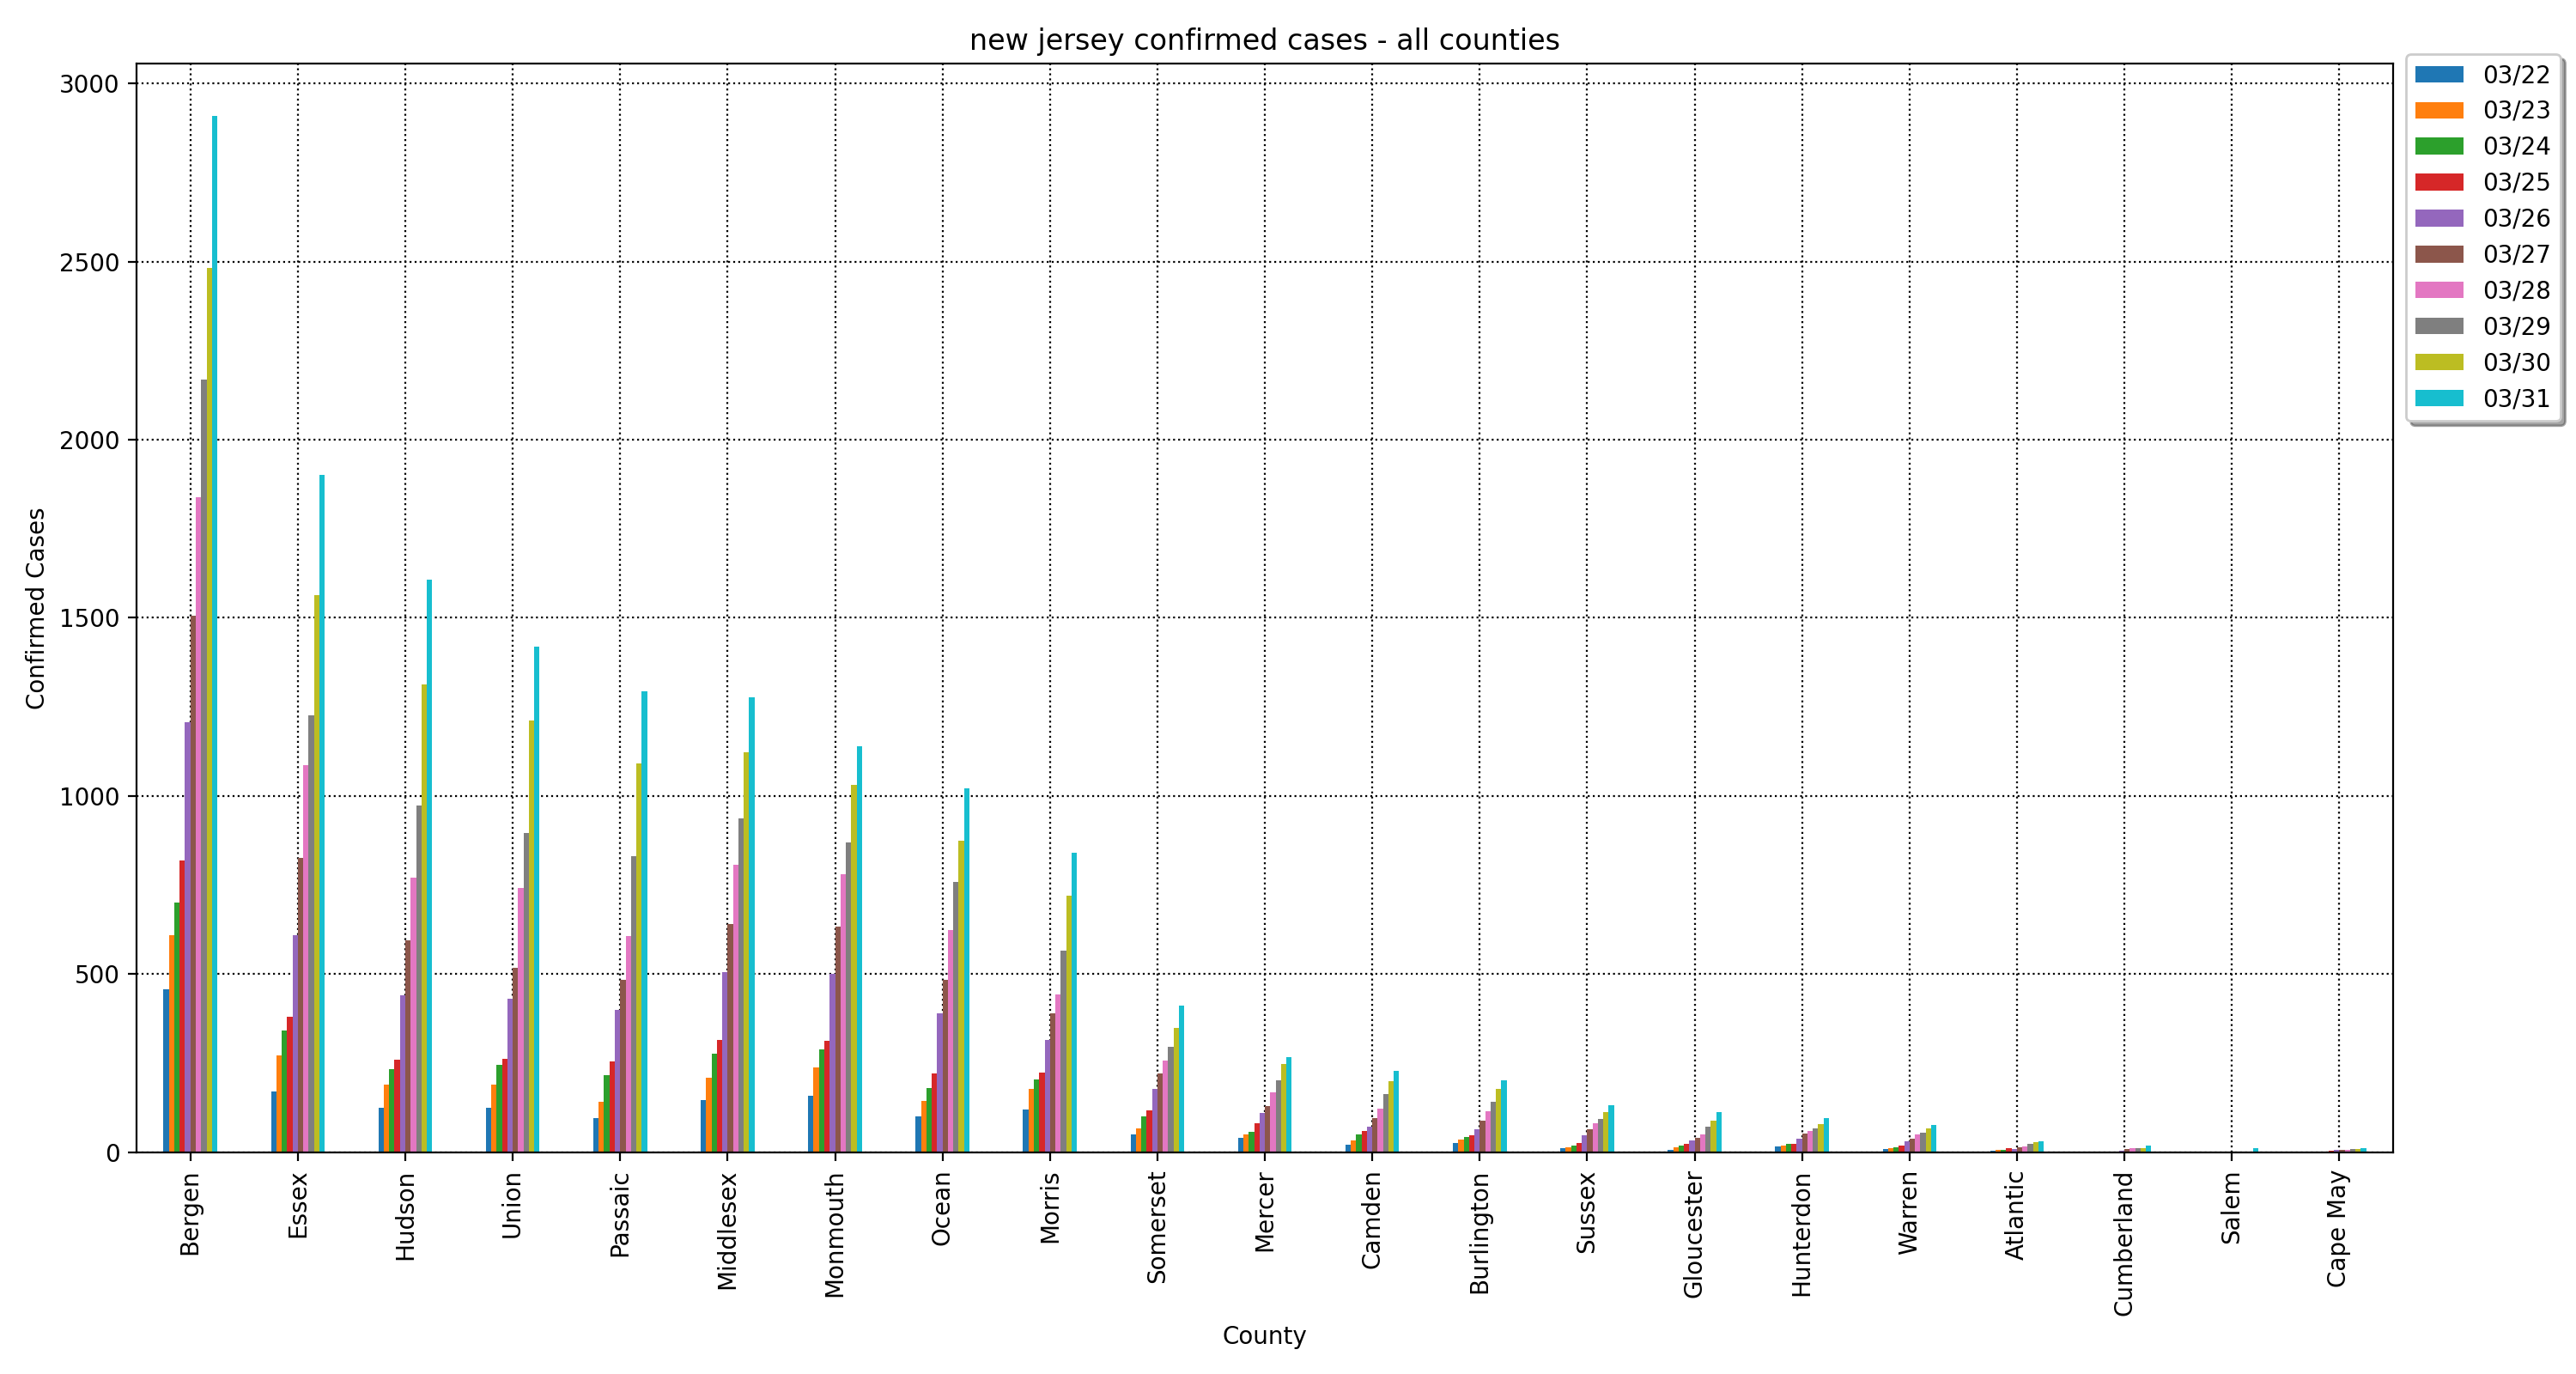 new jersey confirmed cases - all counties
3000
2500
2000
1500
1000
500
0
Confirmed Cases
Bergen
Essex
Hudson
Union
Passaic
Middlesex
Monmouth
Ocean
Morris
Somerset
Mercer
Camden
Burlington
Sussex
Gloucester
Hunterdon
Warren
Atlantic
Cumberland
Salem
Cape May
County
03/22
03/23
03/24
03/25
03/26
03/27
03/28
03/29
03/30
03/31